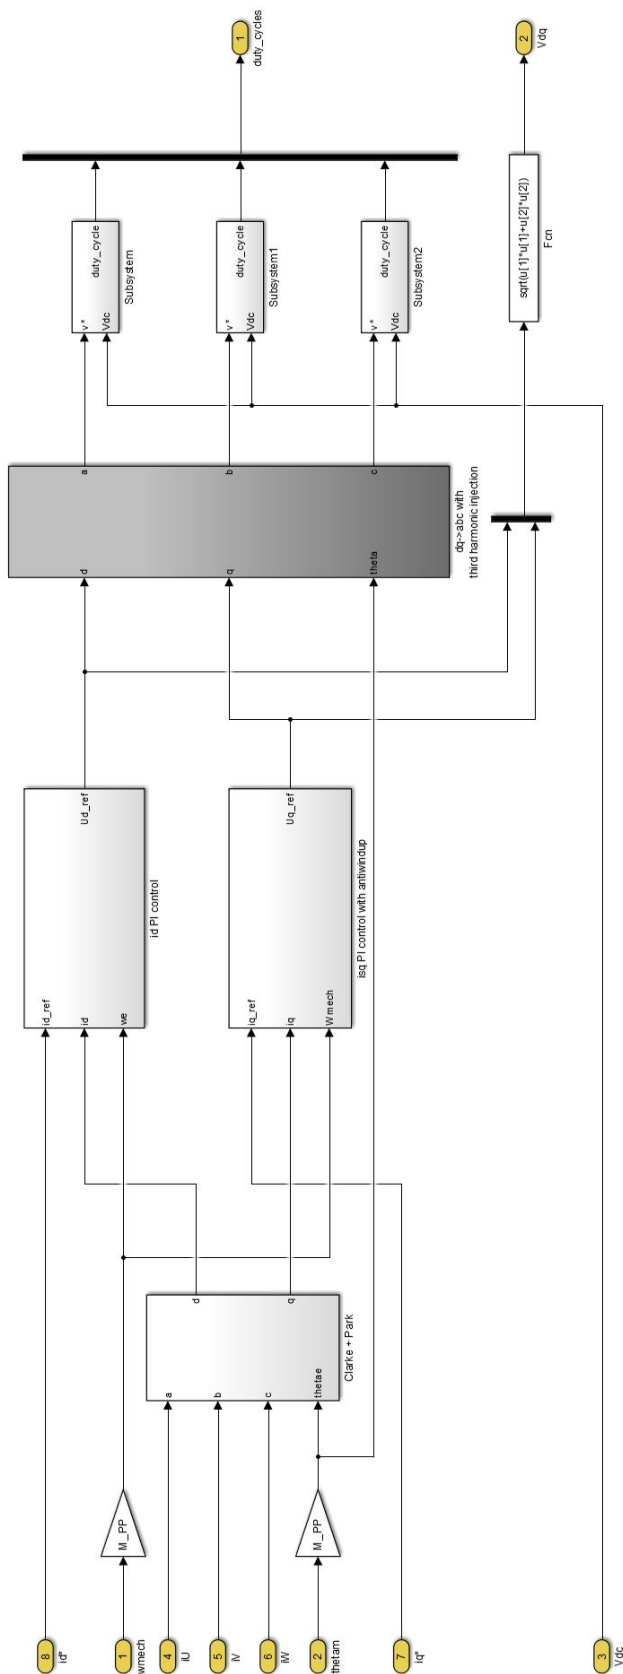 8
id*
1
wmech
M_PP
4
iU
5
iV
6
iW
2
thetam
M_PP
7
iq*
3
Vdc
a
b
c
thetae
d
q
Clarke + Park
id_ref
id
we
Ud_ref
id PI control
iq_ref
iq
Wmech
Uq_ref
isq PI control with antiwindup
d
q
theta
a
b
c
dq->abc with
third harmonic injection
v*
Vdc
duty_cycle
Subsystem
v*
Vdc
duty_cycle
Subsystem1
v*
Vdc
duty_cycle
Subsystem2
1
duty_cycles
sqrt(u[1]*u[1]+u[2]*u[2])
Fcn
2
Vdq